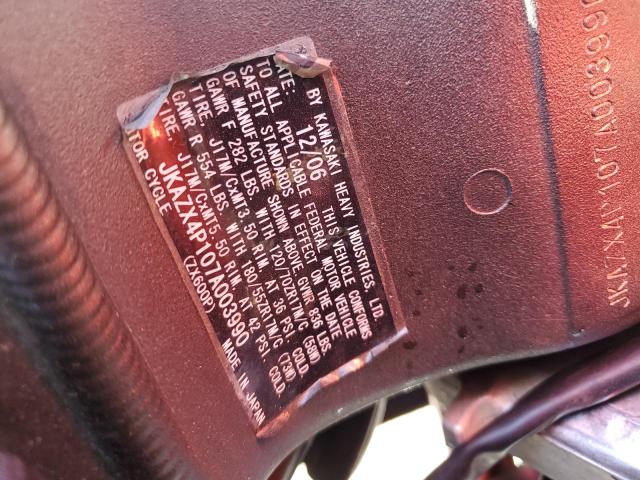 BY KAWASAKI HEAVY INDUSTRIES, LTD.
ATE: 12/06 THIS VEHICLE CONFORMS
TO ALL APPLICABLE FEDERAL MOTOR VEHICLE
SAFETY STANDARDS IN EFFECT ON THE DATE
OF MANUFACTURE SHOWN ABOVE. GVWR 836 LBS.
GAWR F 282 LBS. WITH 120/70ZR17M/C (58W)
TIRE, J17M/CxMT3.50 RIM, AT 36 PSI. COLD.
GAWR R 554 LBS. WITH 180/55ZR17M/C (73W)
TIRE, J17M/CxMT5.50 RIM, AT 42 PSI. COLD.
JKAZX4P107A003990
TOR CYCLE (ZX600P) MADE IN JAPAN
JKAZX4P107A003990